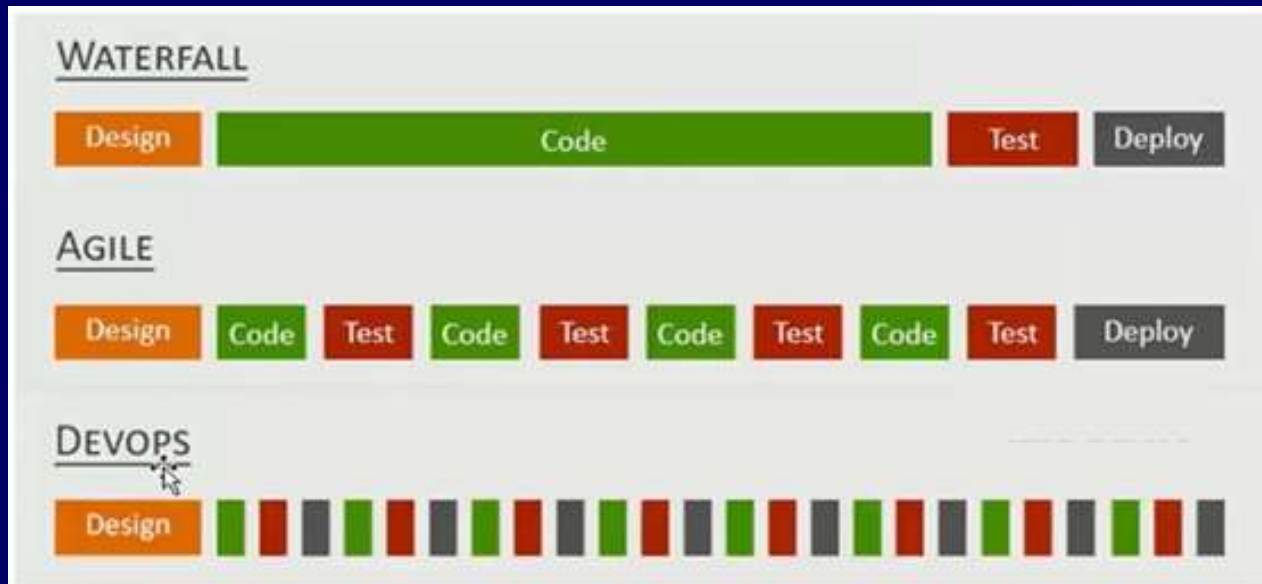 WATERFALL
Design Code Test Deploy
AGILE
Design Code Test Code Test Code Test Code Test Deploy
DEVOPS
Design